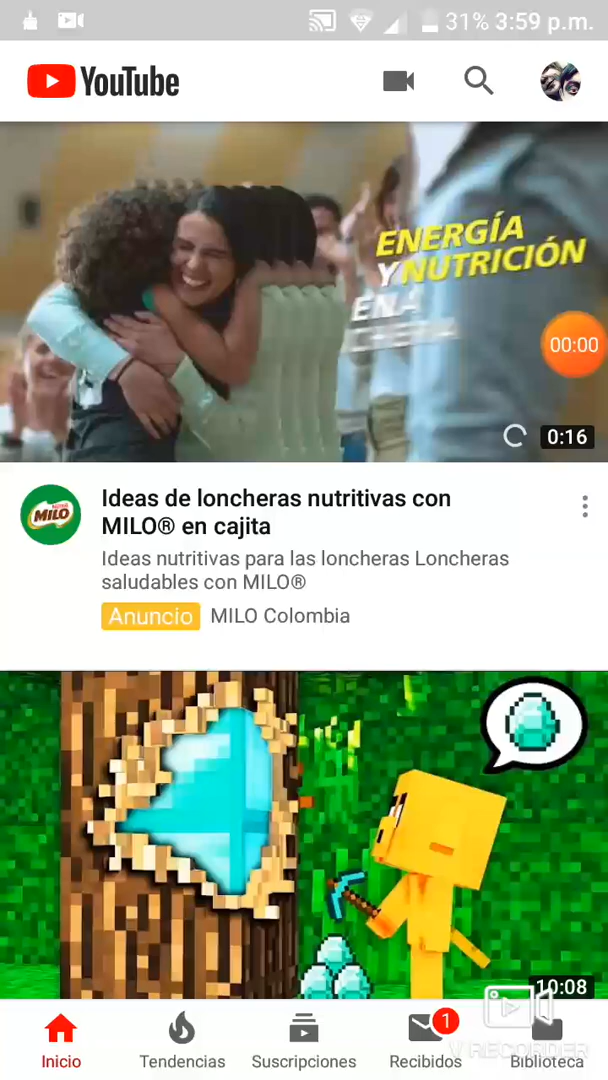 31% 3:59 p.m.
YouTube
ENERGÍA
Y NUTRICIÓN
EN A
00:00
0:16
MILO
Ideas de loncheras nutritivas con
MILO® en cajita
Ideas nutritivas para las loncheras Loncheras
saludables con MILO®
Anuncio MILO Colombia
10:08
1
Inicio
Tendencias
Suscripciones
Recibidos
Biblioteca
V RECORDER